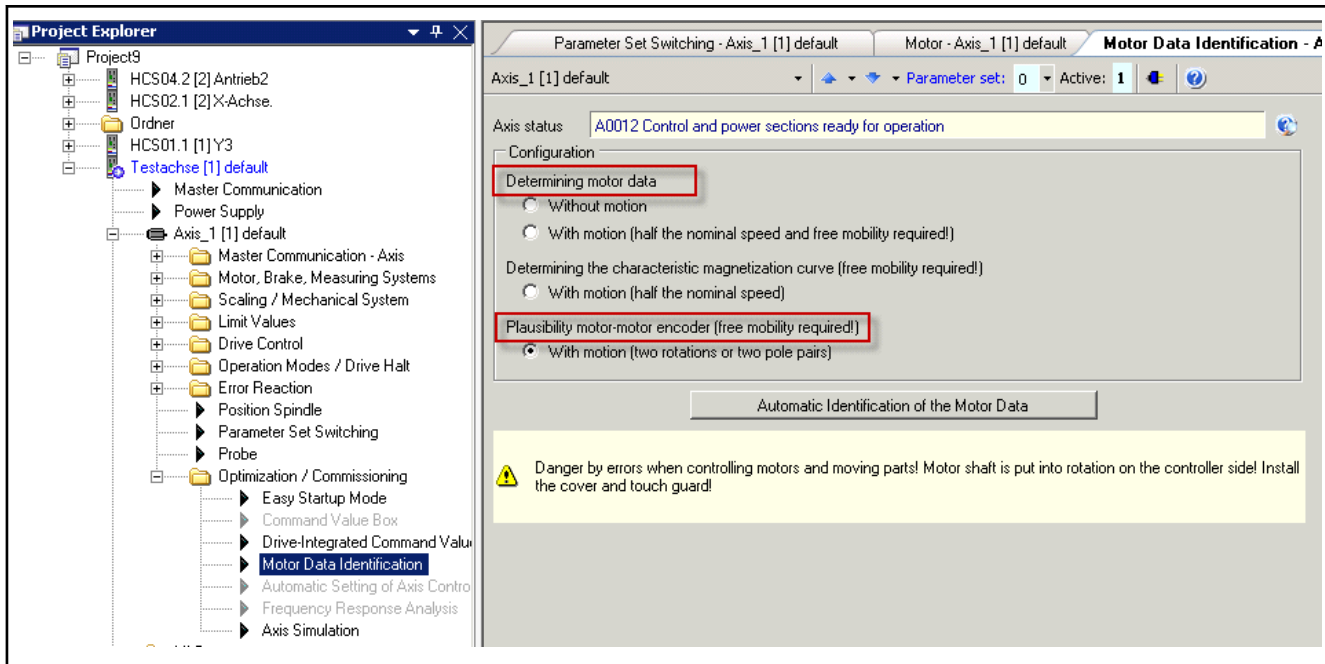 Project Explorer
Project9
HCS04.2 [2] Antrieb2
HCS02.1 [2] X-Achse.
Ordner
HCS01.1 [1] Y3
Testachse [1] default
Master Communication
Power Supply
Axis_1 [1] default
Master Communication - Axis
Motor, Brake, Measuring Systems
Scaling / Mechanical System
Limit Values
Drive Control
Operation Modes / Drive Halt
Error Reaction
Position Spindle
Parameter Set Switching
Probe
Optimization / Commissioning
Easy Startup Mode
Command Value Box
Drive-Integrated Command Valu
Motor Data Identification
Automatic Setting of Axis Contro
Frequency Response Analysis
Axis Simulation
Parameter Set Switching - Axis_1 [1] default
Motor - Axis_1 [1] default
Motor Data Identification - A
Axis_1 [1] default
Parameter set: 0 Active: 1
Axis status A0012 Control and power sections ready for operation
Configuration
Determining motor data
Without motion
With motion (half the nominal speed and free mobility required!)
Determining the characteristic magnetization curve (free mobility required!)
With motion (half the nominal speed)
Plausibility motor-motor encoder (free mobility required!)
With motion (two rotations or two pole pairs)
Automatic Identification of the Motor Data
Danger by errors when controlling motors and moving parts! Motor shaft is put into rotation on the controller side! Install
the cover and touch guard!